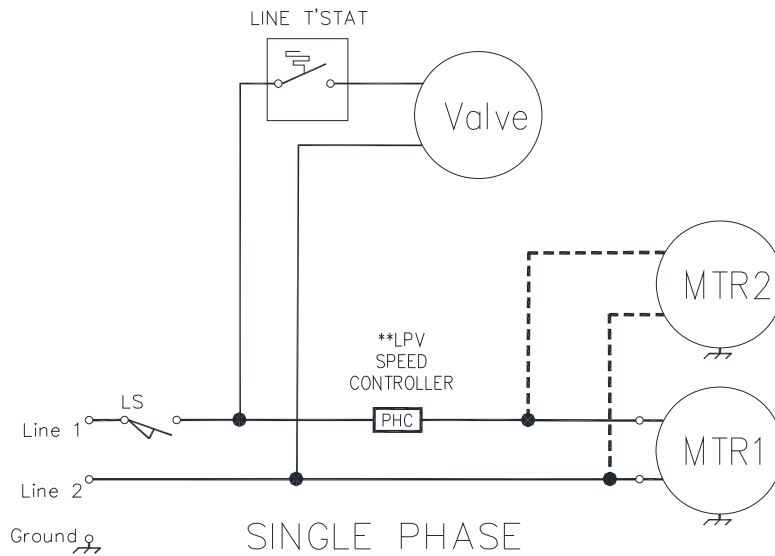 LINE T'STAT
Valve
MTR2
**LPV
SPEED
CONTROLLER
LS
PHC
Line 1
MTR1
Line 2
Ground
SINGLE PHASE